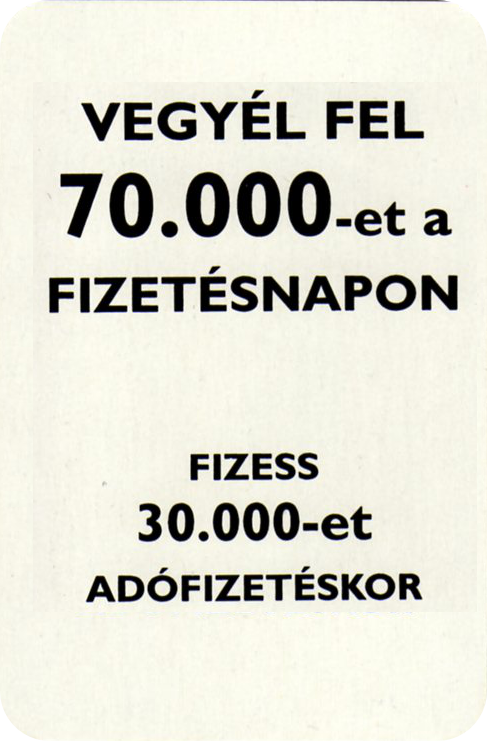 VEGYÉL FEL
70.000-et a
FIZETÉSNAPON
FIZESS
30.000-et
ADÓFIZETÉSKOR